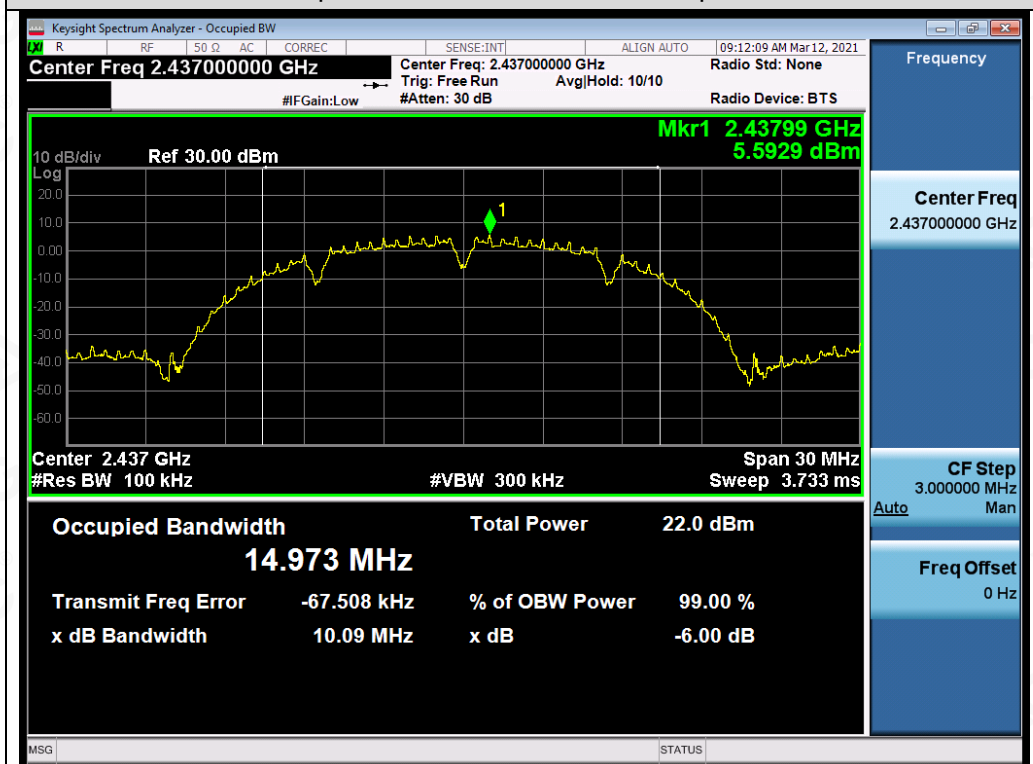 Keysight Spectrum Analyzer - Occupied BW
LXI R RF 50 Ω AC CORREC SENSE:INT ALIGN AUTO 09:12:09 AM Mar 12, 2021
Center Freq 2.437000000 GHz
Center Freq: 2.437000000 GHz
Radio Std: None
Trig: Free Run Avg|Hold: 10/10
#IFGain:Low
#Atten: 30 dB
Radio Device: BTS
Mkr1 2.43799 GHz
5.5929 dBm
10 dB/div Ref 30.00 dBm
Log
20.0
10.0
0.00
-10.0
-20.0
-30.0
-40.0
-50.0
-60.0
1
Center 2.437 GHz Span 30 MHz
#Res BW 100 kHz #VBW 300 kHz Sweep 3.733 ms
Occupied Bandwidth Total Power 22.0 dBm
14.973 MHz
Transmit Freq Error -67.508 kHz % of OBW Power 99.00 %
x dB Bandwidth 10.09 MHz x dB -6.00 dB
Frequency
Center Freq
2.437000000 GHz
CF Step
3.000000 MHz
Auto Man
Freq Offset
0 Hz
MSG STATUS